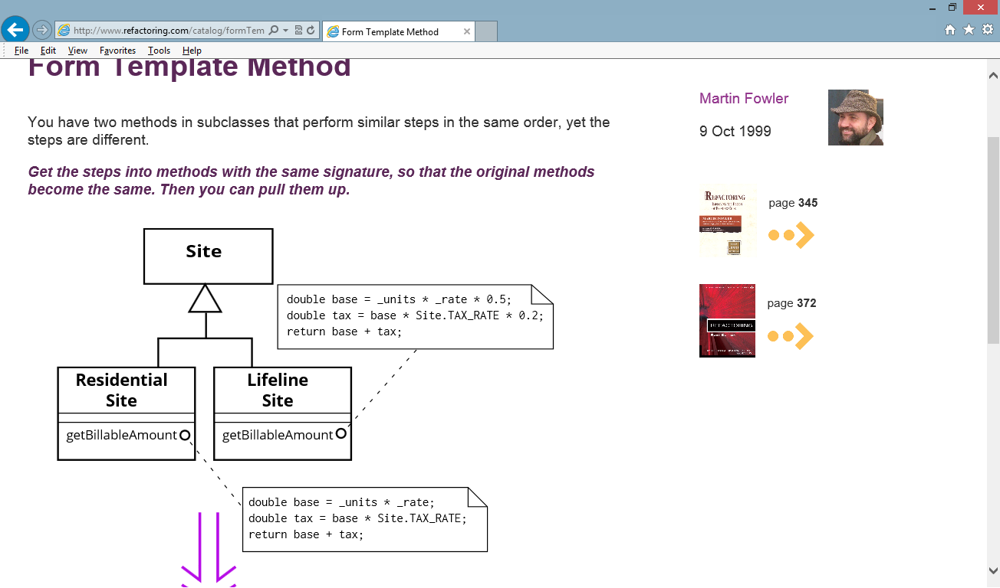 http://www.refactoring.com/catalog/formTem
Form Template Method
File Edit View Favorites Tools Help
Form Template Method
You have two methods in subclasses that perform similar steps in the same order, yet the
steps are different.
Get the steps into methods with the same signature, so that the original methods
become the same. Then you can pull them up.
Site
double base = _units * _rate * 0.5;
double tax = base * Site.TAX_RATE * 0.2;
return base + tax;
Residential
Site
getBillableAmount
Lifeline
Site
getBillableAmount
double base = _units * _rate;
double tax = base * Site.TAX_RATE;
return base + tax;
Martin Fowler
9 Oct 1999
REFACTORING
MARTIN FOWLER
page 345
REFACTORING
page 372